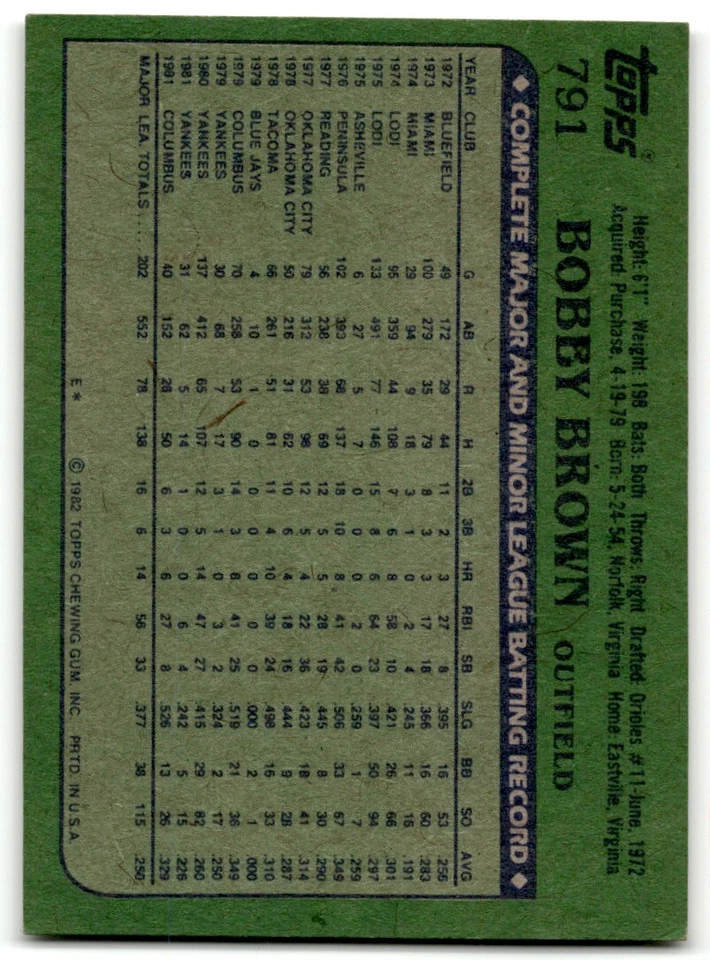 TOPPS®
791 BOBBY BROWN OUTFIELD
Height: 6'1" Weight: 198 Bats: Both Throws: Right Drafted: Orioles #11-June, 1972
Acquired: Purchase, 4-19-79 Born: 5-24-54, Norfolk, Virginia Home: Eastville, Virginia
◆ COMPLETE MAJOR AND MINOR LEAGUE BATTING RECORD ◆
YEAR CLUB G AB R H 2B 3B HR RBI SB SLG BB SO AVG
1972 BLUEFIELD 49 172 29 44 11 2 3 27 8 .395 16 53 .256
1973 MIAMI 100 279 35 79 8 3 3 17 18 .366 16 60 .283
1974 MIAMI 29 94 9 18 3 1 0 2 4 .245 11 16 .191
1974 LODI 95 359 44 108 7 6 8 58 10 .421 26 66 .301
1975 LODI 133 491 77 146 15 8 6 64 23 .397 50 94 .297
1975 ASHEVILLE 6 27 5 7 0 0 0 2 0 .259 1 7 .259
1976 PENINSULA 102 393 68 137 18 10 8 41 42 .506 33 67 .349
1977 READING 56 238 38 69 12 5 5 28 19 .445 8 30 .290
1977 OKLAHOMA CITY 79 312 53 98 12 5 4 22 36 .423 18 41 .314
1978 OKLAHOMA CITY 50 216 31 62 10 6 4 18 16 .444 9 28 .287
1978 TACOMA 66 261 51 81 11 4 10 39 24 .498 16 33 .310
1979 BLUE JAYS 4 10 1 0 0 0 0 0 0 .000 2 1 .000
1979 COLUMBUS 70 258 53 90 14 3 8 41 25 .519 21 36 .349
1979 YANKEES 30 68 7 17 3 1 0 3 2 .324 2 17 .250
1980 YANKEES 137 412 65 107 12 5 14 47 27 .415 29 82 .260
1981 YANKEES 31 62 5 14 1 0 0 6 4 .242 5 15 .226
1981 COLUMBUS 40 152 28 50 6 3 6 27 8 .526 13 26 .329
MAJOR LEA. TOTALS.... 202 552 78 138 16 6 14 56 33 .377 38 115 .250
E* © 1982 TOPPS CHEWING GUM, INC. PRTD. IN U.S.A.